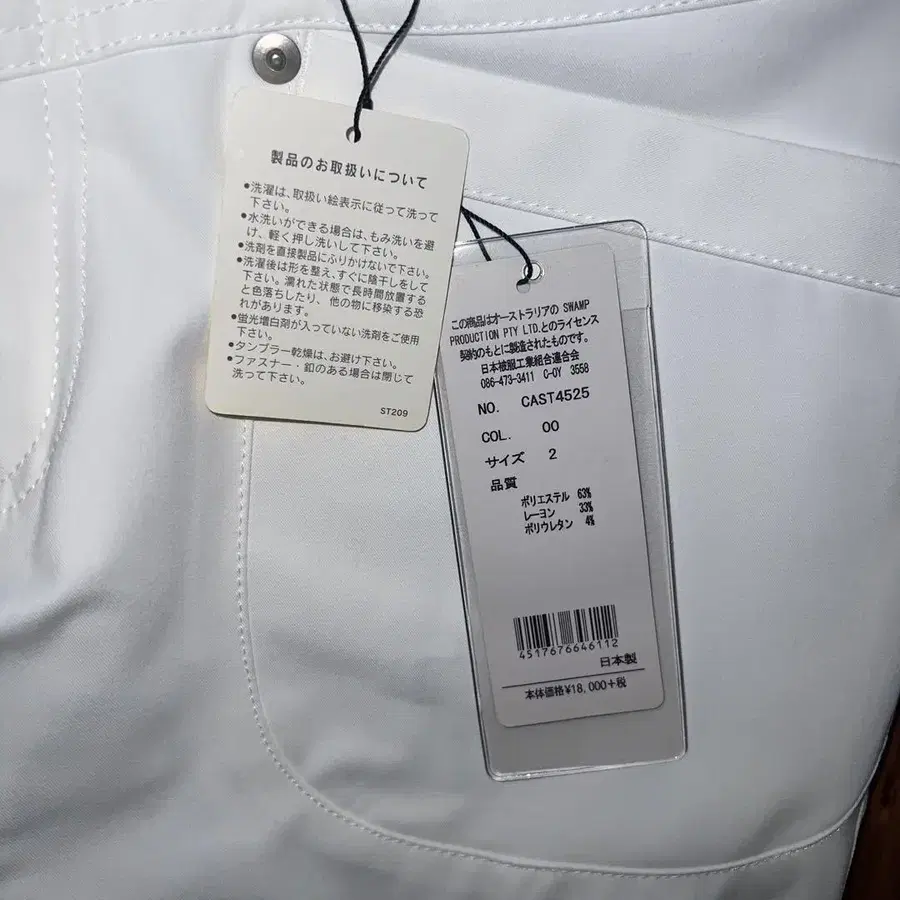 製品のお取扱いについて
•洗濯は、取扱い絵表示に従って洗って
下さい。
•水洗いができる場合は、もみ洗いを避
け、軽く押し洗いして下さい。
•洗剤を直接製品にふりかけないで下さい。
•洗濯後は形を整え、すぐに陰干しをして
下さい。濡れた状態で長時間放置する
と色落ちしたり、他の物に移染する恐
れがあります。
•蛍光増白剤が入っていない洗剤をご使用
下さい。
•タンブラー乾燥は、お避け下さい。
•ファスナー・釦のある場合は閉じて
洗って下さい。
ST209
この商品はオーストラリアの SWAMP
PRODUCTION PTY LTD.とのライセンス
契約のもとに製造されたものです。
日本被服工業組合連合会
086-473-3411 C-OY 3558
NO. CAST4525
COL. 00
サイズ 2
品質
ポリエステル 63%
レーヨン 33%
ポリウレタン 4%
4517676646112
日本製
本体価格¥18,000+税